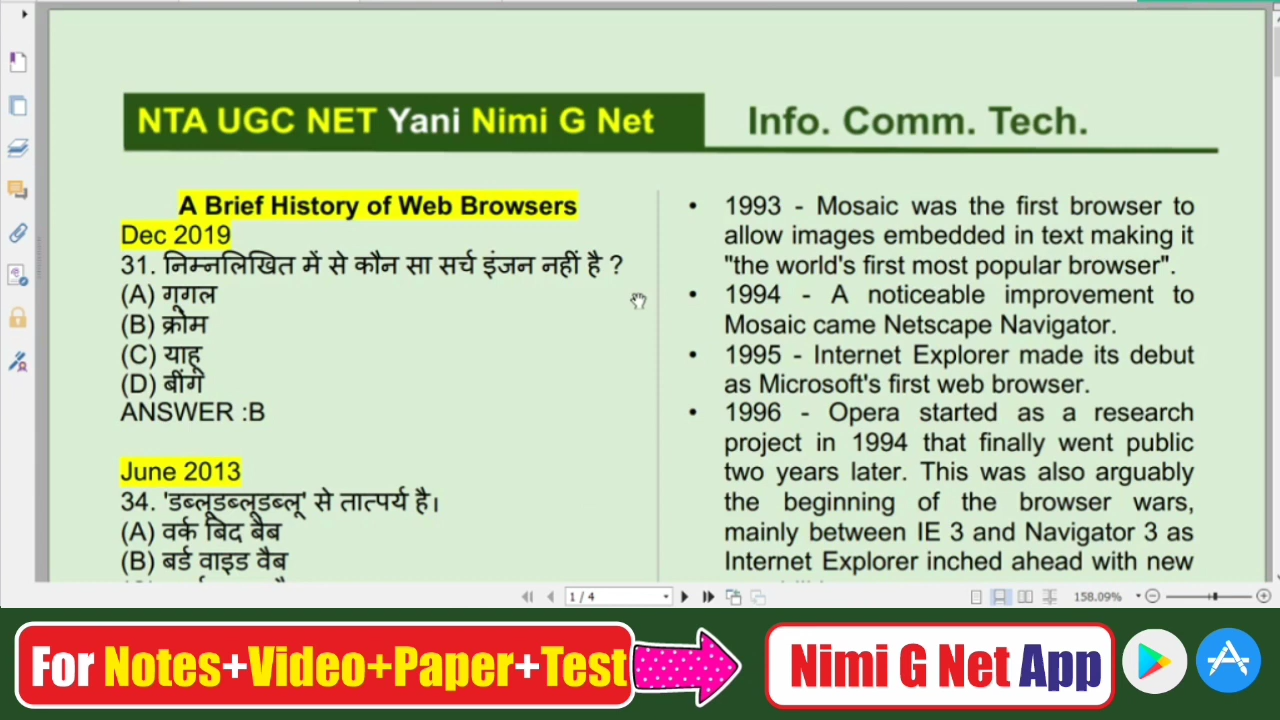 NTA UGC NET Yani Nimi G Net
Info. Comm. Tech.
A Brief History of Web Browsers
Dec 2019
31. निम्नलिखित में से कौन सा सर्च इंजन नहीं है ?
(A) गूगल
(B) क्रोम
(C) याहू
(D) बींग
ANSWER :B
June 2013
34. 'डब्लूडब्लूडब्लू' से तात्पर्य है।
(A) वर्क बिद बैब
(B) बर्ड वाइड वैब
• 1993 - Mosaic was the first browser to
allow images embedded in text making it
"the world's first most popular browser".
• 1994 - A noticeable improvement to
Mosaic came Netscape Navigator.
• 1995 - Internet Explorer made its debut
as Microsoft's first web browser.
• 1996 - Opera started as a research
project in 1994 that finally went public
two years later. This was also arguably
the beginning of the browser wars,
mainly between IE 3 and Navigator 3 as
Internet Explorer inched ahead with new
1 / 4
158.09%
For Notes+Video+Paper+Test
Nimi G Net App